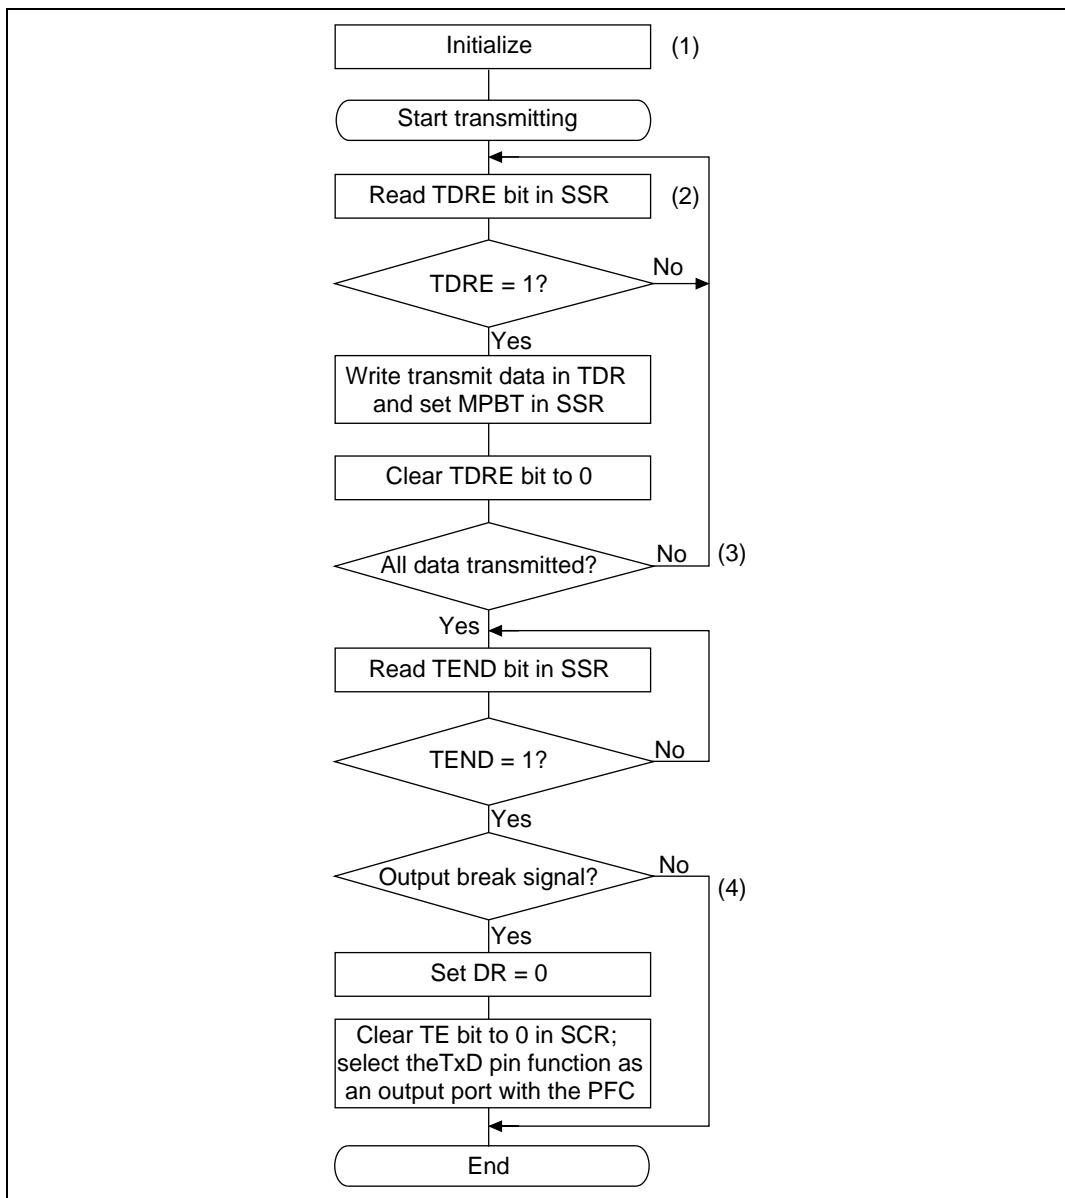 Initialize (1)
Start transmitting
Read TDRE bit in SSR (2)
TDRE = 1? No
Yes
Write transmit data in TDR
and set MPBT in SSR
Clear TDRE bit to 0
All data transmitted? No (3)
Yes
Read TEND bit in SSR
TEND = 1? No
Yes
Output break signal? No (4)
Yes
Set DR = 0
Clear TE bit to 0 in SCR;
select theTxD pin function as
an output port with the PFC
End